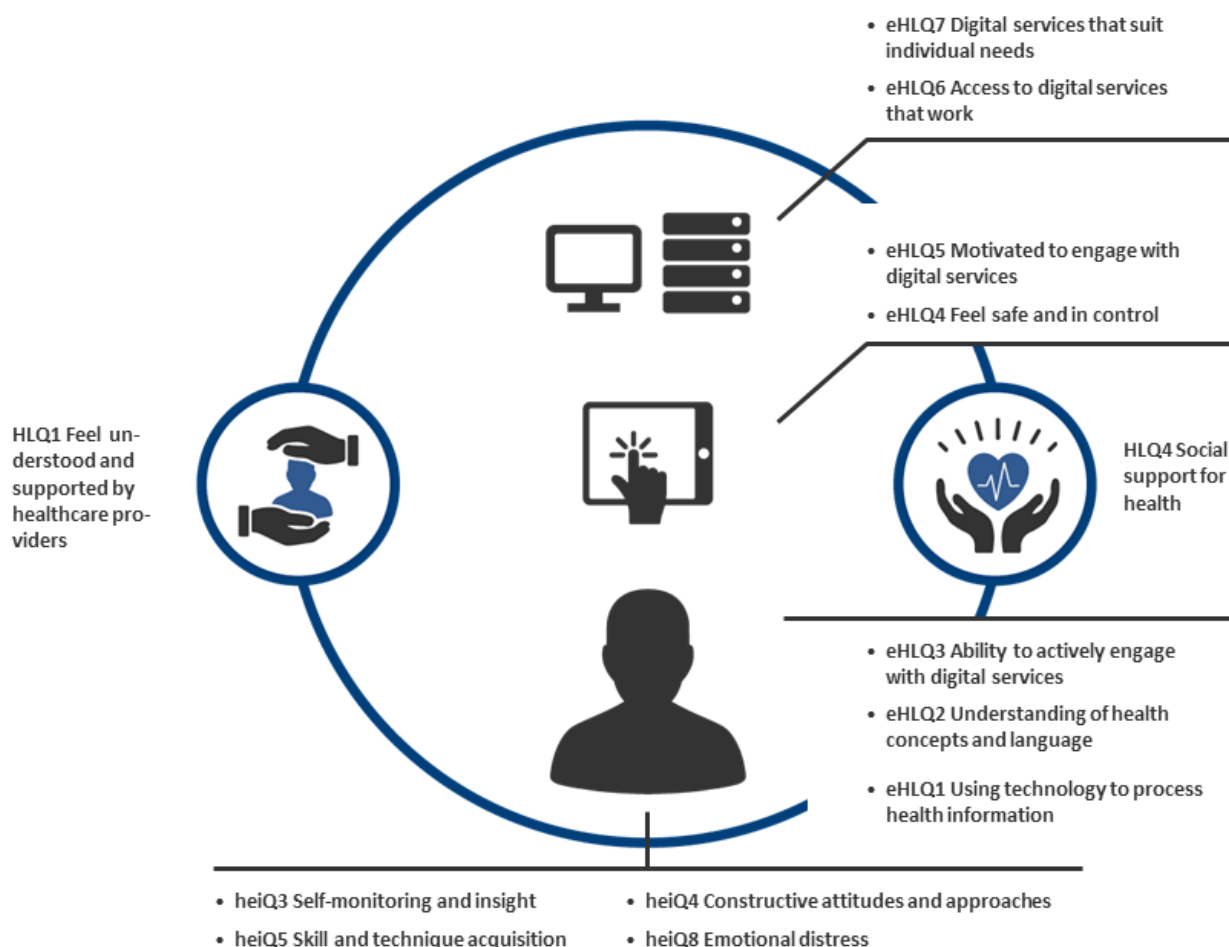 • eHLQ7 Digital services that suit
individual needs
• eHLQ6 Access to digital services
that work
• eHLQ5 Motivated to engage with
digital services
• eHLQ4 Feel safe and in control
HLQ1 Feel un-
derstood and
supported by
healthcare pro-
viders
HLQ4 Social
support for
health
• eHLQ3 Ability to actively engage
with digital services
• eHLQ2 Understanding of health
concepts and language
• eHLQ1 Using technology to process
health information
• heiQ3 Self-monitoring and insight
• heiQ5 Skill and technique acquisition
• heiQ4 Constructive attitudes and approaches
• heiQ8 Emotional distress